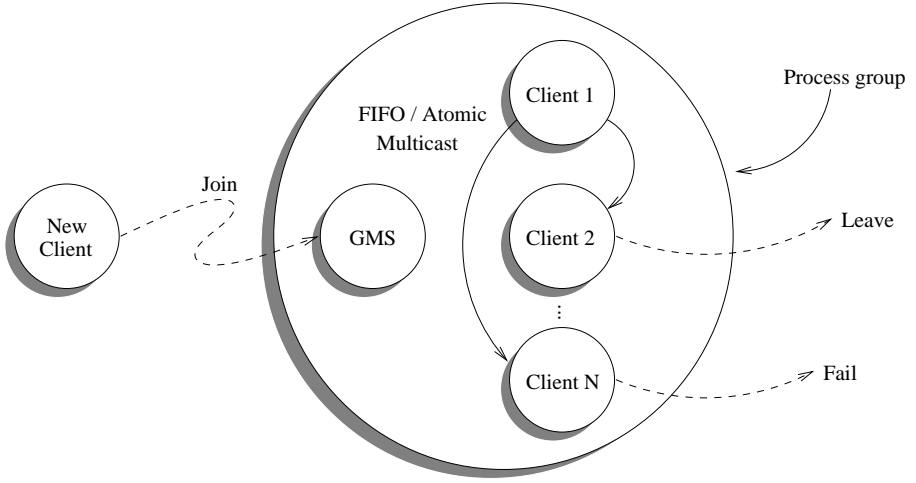 Client 1
Process group
FIFO / Atomic
Multicast
Join
New
Client
GMS
Client 2
Leave
Client N
Fail